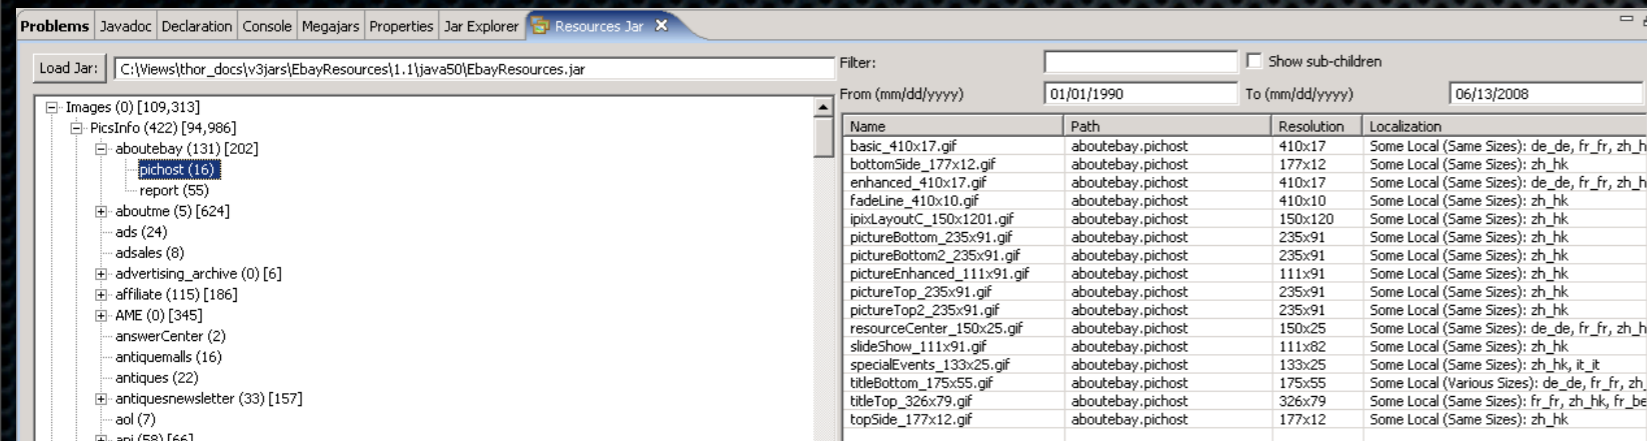 Problems Javadoc Declaration Console Megajars Properties Jar Explorer Resources Jar
Load Jar: C:\Views\thor_docs\v3jars\EbayResources\1.1\java50\EbayResources.jar
Images (0) [109,313]
PicsInfo (422) [94,986]
aboutebay (131) [202]
pichost (16)
report (55)
aboutme (5) [624]
ads (24)
adsales (8)
advertising_archive (0) [6]
affiliate (115) [186]
AME (0) [345]
answerCenter (2)
antiquemalls (16)
antiques (22)
antiquesnewsletter (33) [157]
aol (7)
api (58) [66]
Filter: Show sub-children
From (mm/dd/yyyy) 01/01/1990 To (mm/dd/yyyy) 06/13/2008
Name Path Resolution Localization
basic_410x17.gif aboutebay.pichost 410x17 Some Local (Same Sizes): de_de, fr_fr, zh_h
bottomSide_177x12.gif aboutebay.pichost 177x12 Some Local (Same Sizes): zh_hk
enhanced_410x17.gif aboutebay.pichost 410x17 Some Local (Same Sizes): de_de, fr_fr, zh_h
fadeLine_410x10.gif aboutebay.pichost 410x10 Some Local (Same Sizes): zh_hk
ipixLayoutC_150x1201.gif aboutebay.pichost 150x120 Some Local (Same Sizes): zh_hk
pictureBottom_235x91.gif aboutebay.pichost 235x91 Some Local (Same Sizes): zh_hk
pictureBottom2_235x91.gif aboutebay.pichost 235x91 Some Local (Same Sizes): zh_hk
pictureEnhanced_111x91.gif aboutebay.pichost 111x91 Some Local (Same Sizes): zh_hk
pictureTop_235x91.gif aboutebay.pichost 235x91 Some Local (Same Sizes): zh_hk
pictureTop2_235x91.gif aboutebay.pichost 235x91 Some Local (Same Sizes): zh_hk
resourceCenter_150x25.gif aboutebay.pichost 150x25 Some Local (Same Sizes): de_de, fr_fr, zh_h
slideShow_111x91.gif aboutebay.pichost 111x82 Some Local (Same Sizes): zh_hk
specialEvents_133x25.gif aboutebay.pichost 133x25 Some Local (Same Sizes): zh_hk, it_it
titleBottom_175x55.gif aboutebay.pichost 175x55 Some Local (Various Sizes): de_de, fr_fr, zh_
titleTop_326x79.gif aboutebay.pichost 326x79 Some Local (Same Sizes): fr_fr, zh_hk, fr_be
topSide_177x12.gif aboutebay.pichost 177x12 Some Local (Same Sizes): zh_hk